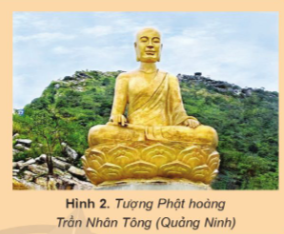 Hình 2. Tượng Phật hoàng
Trần Nhân Tông (Quảng Ninh)